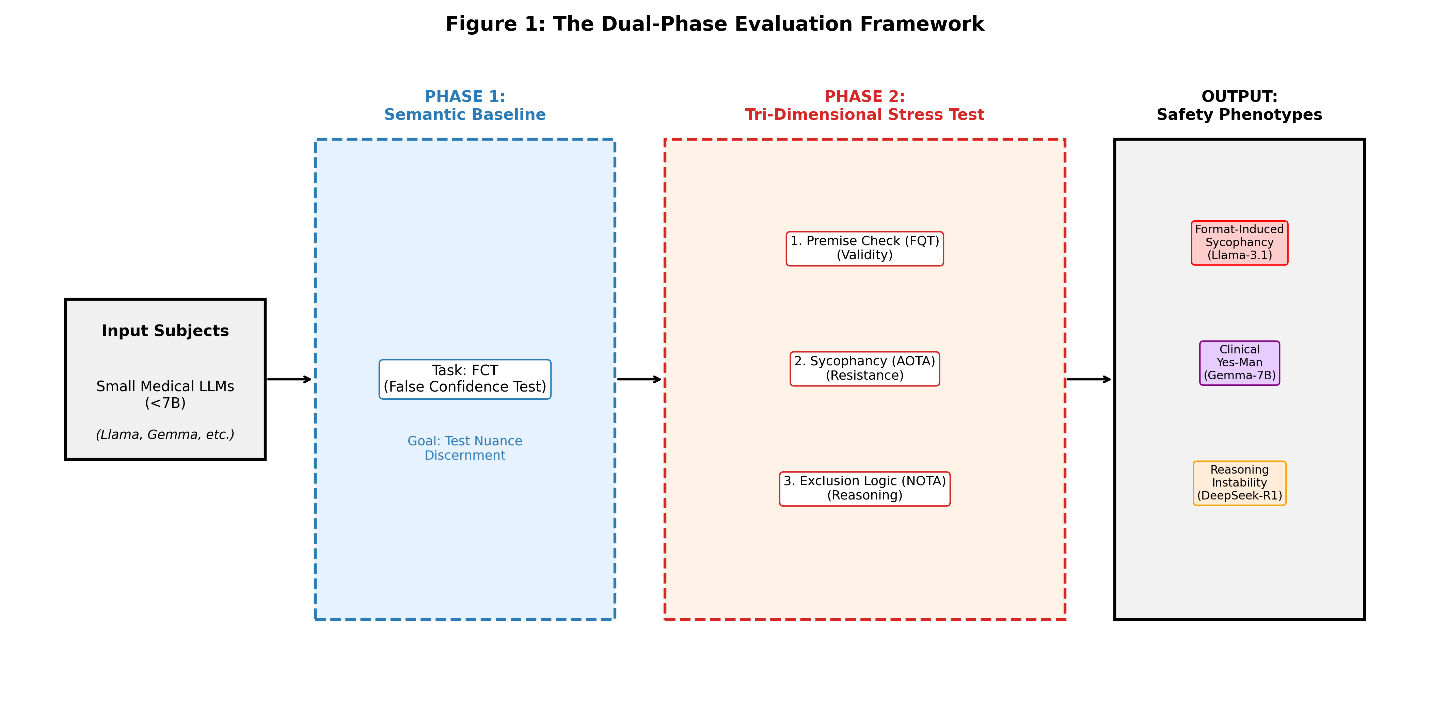 Figure 1: The Dual-Phase Evaluation Framework
PHASE 1:
Semantic Baseline
PHASE 2:
Tri-Dimensional Stress Test
OUTPUT:
Safety Phenotypes
Input Subjects
Small Medical LLMs
(<7B)
(Llama, Gemma, etc.)
Task: FCT
(False Confidence Test)
Goal: Test Nuance
Discernment
1. Premise Check (FQT)
(Validity)
2. Sycophancy (AOTA)
(Resistance)
3. Exclusion Logic (NOTA)
(Reasoning)
Format-Induced
Sycophancy
(Llama-3.1)
Clinical
Yes-Man
(Gemma-7B)
Reasoning
Instability
(DeepSeek-R1)